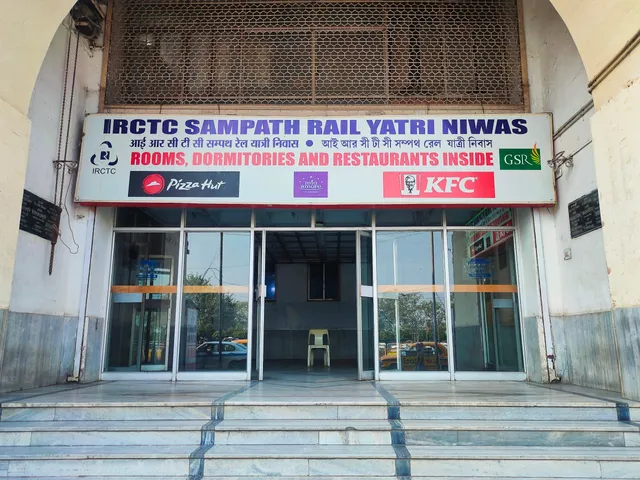 IRCTC SAMPATH RAIL YATRI NIWAS
आई आर सी टी सी सम्पथ रेल यात्री निवास • আই আর সি টি সি সম্পথ রেল যাত্রী নিবাস
ROOMS, DORMITORIES AND RESTAURANTS INSIDE
IRCTC
GSR
Pizza Hut
KFC